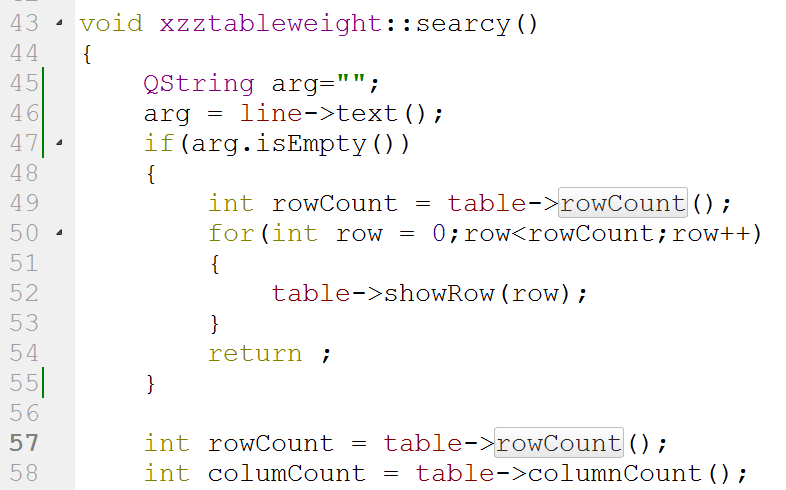 43 void xzztableweight::searcy()
44 {
45 QString arg="";
46 arg = line->text();
47 if(arg.isEmpty())
48 {
49 int rowCount = table->rowCount();
50 for(int row = 0;row<rowCount;row++)
51 {
52 table->showRow(row);
53 }
54 return ;
55 }
56
57 int rowCount = table->rowCount();
58 int columCount = table->columnCount();